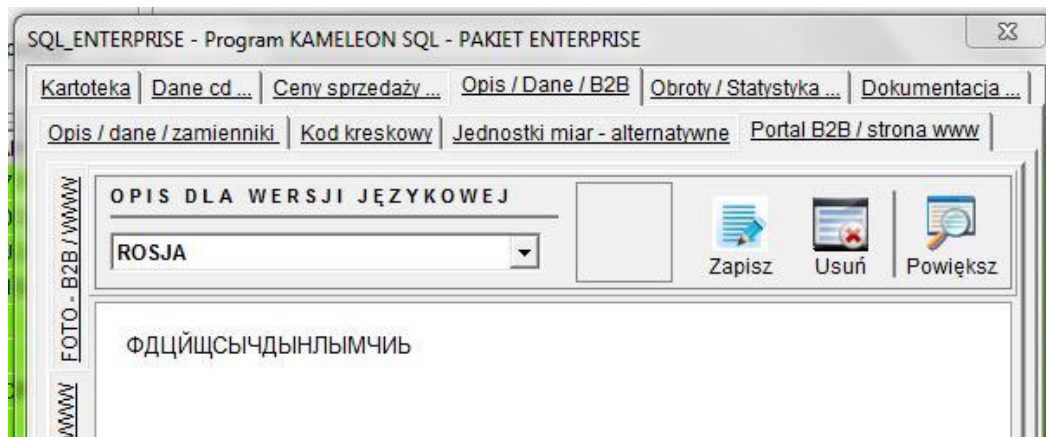 SQL_ENTERPRISE - Program KAMELEON SQL - PAKIET ENTERPRISE
Kartoteka Dane cd ... Ceny sprzedaży ... Opis / Dane / B2B Obroty / Statystyka ... Dokumentacja ...
Opis / dane / zamienniki Kod kreskowy Jednostki miar - alternatywne Portal B2B / strona www
FOTO - B2B / WWW
OPIS DLA WERSJI JĘZYKOWEJ
ROSJA
Zapisz Usuń Powiększ
ФДЦЙЩСЫЧДЫНЛЫМЧИЬ
WWW